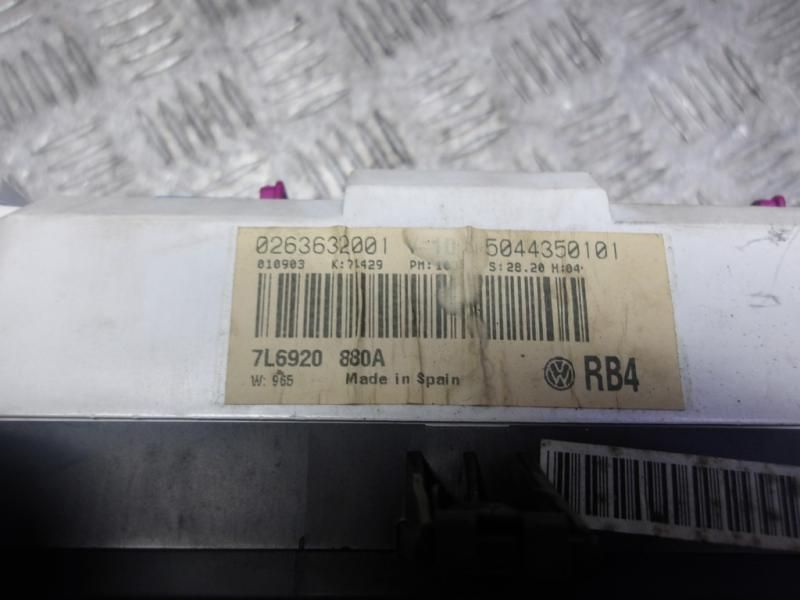 0263632001 5044350101
010903 K:71429 S:28.20 H:04
7L6920 880A RB4
W: 965 Made in Spain